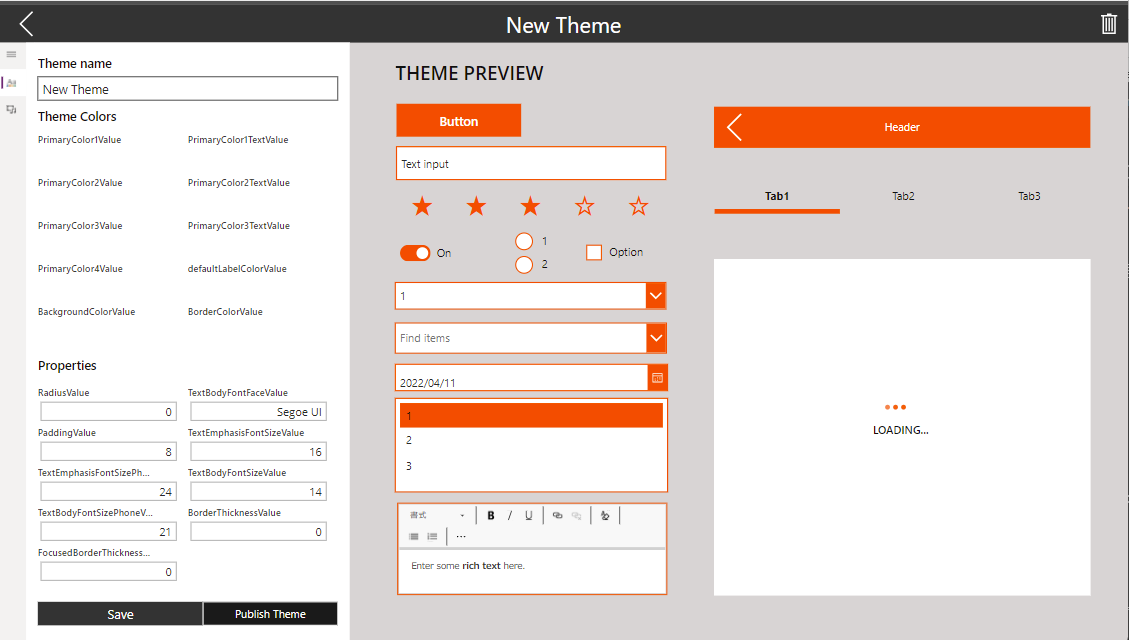 New Theme
Theme name
New Theme
Theme Colors
PrimaryColor1Value
PrimaryColor1TextValue
PrimaryColor2Value
PrimaryColor2TextValue
PrimaryColor3Value
PrimaryColor3TextValue
PrimaryColor4Value
defaultLabelColorValue
BackgroundColorValue
BorderColorValue
Properties
RadiusValue
TextBodyFontFaceValue
0
Segoe UI
PaddingValue
TextEmphasisFontSizeValue
8
16
TextEmphasisFontSizePh...
TextBodyFontSizeValue
24
14
TextBodyFontSizePhoneV...
BorderThicknessValue
21
0
FocusedBorderThickness...
0
Save
Publish Theme
THEME PREVIEW
Button
Text input
On
1
2
Option
1
Find items
2022/04/11
1
2
3
書式
B
I
U
...
Enter some rich text here.
Header
Tab1
Tab2
Tab3
LOADING...